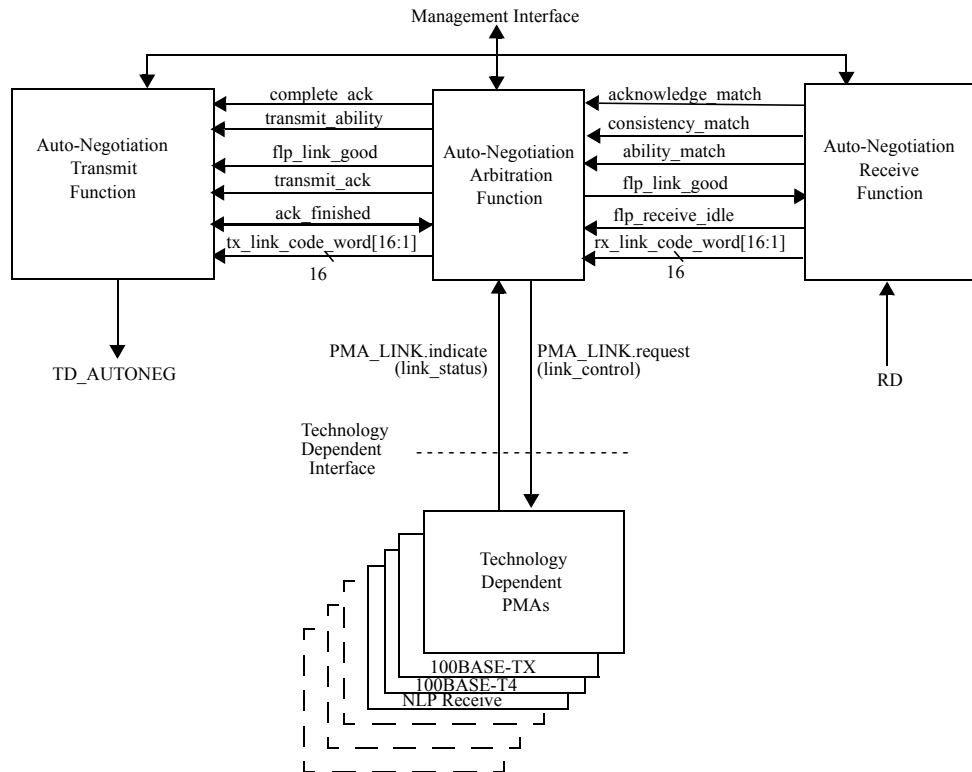 Management Interface
complete_ack
transmit_ability
flp_link_good
transmit_ack
ack_finished
tx_link_code_word[16:1]
16
acknowledge_match
consistency_match
ability_match
flp_link_good
flp_receive_idle
rx_link_code_word[16:1]
16
Auto-Negotiation
Transmit
Function
Auto-Negotiation
Arbitration
Function
Auto-Negotiation
Receive
Function
TD_AUTONEG
PMA_LINK.indicate
(link_status)
PMA_LINK.request
(link_control)
RD
Technology
Dependent
Interface
Technology
Dependent
PMAs
100BASE-TX
100BASE-T4
NLP Receive